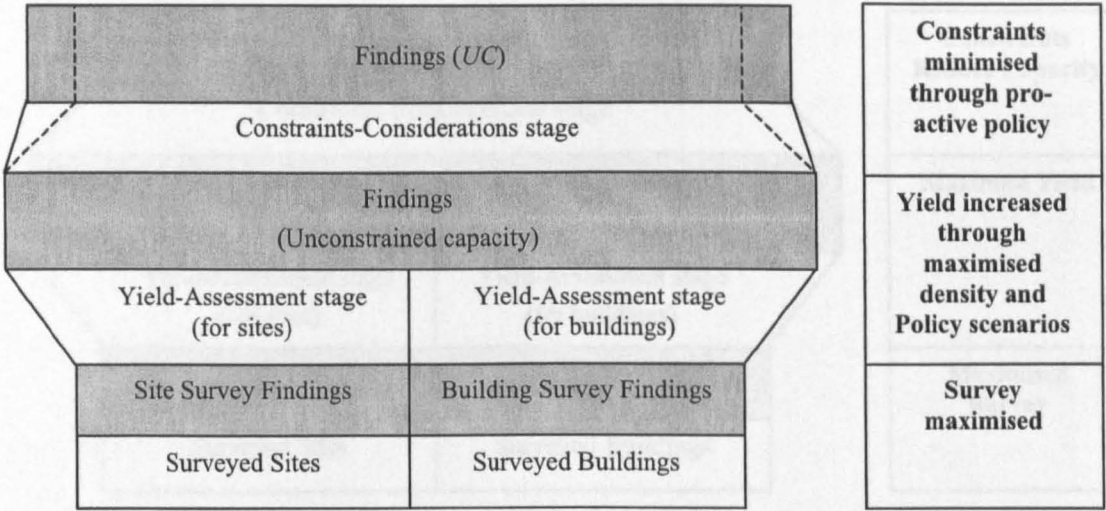 Findings (UC)
Constraints-Considerations stage
Findings
(Unconstrained capacity)
Yield-Assessment stage
(for sites)
Yield-Assessment stage
(for buildings)
Site Survey Findings
Building Survey Findings
Surveyed Sites
Surveyed Buildings
Constraints
minimised
through pro-
active policy
Yield increased
through
maximised
density and
Policy scenarios
Survey
maximised